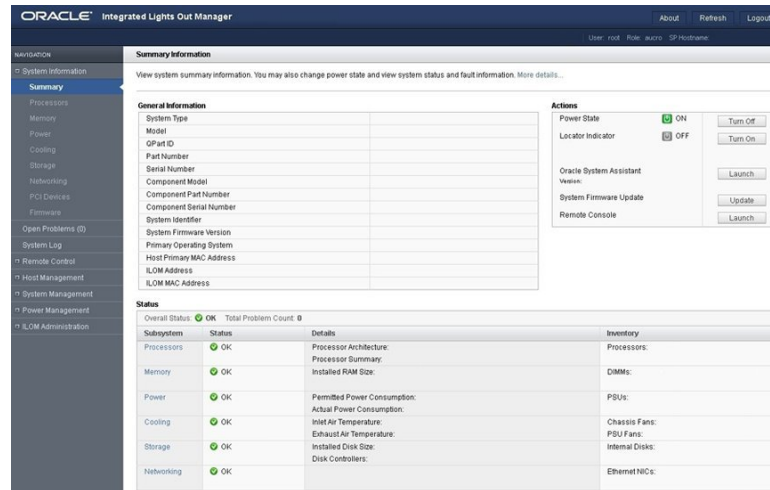 ORACLE® Integrated Lights Out Manager
About Refresh Logout
User: root Role: aucro SP Hostname:
NAVIGATION
System Information
Summary
Processors
Memory
Power
Cooling
Storage
Networking
PCI Devices
Firmware
Open Problems (0)
System Log
Remote Control
Host Management
System Management
Power Management
ILOM Administration
Summary Information
View system summary information. You may also change power state and view system status and fault information. More details...
General Information
System Type
Model
QPart ID
Part Number
Serial Number
Component Model
Component Part Number
Component Serial Number
System Identifier
System Firmware Version
Primary Operating System
Host Primary MAC Address
ILOM Address
ILOM MAC Address
Actions
Power State ON Turn Off
Locator Indicator OFF Turn On
Oracle System Assistant Launch
Version:
System Firmware Update Update
Remote Console Launch
Status
Overall Status: OK Total Problem Count: 0
Subsystem Status Details Inventory
Processors OK Processor Architecture: Processors:
Processor Summary:
Memory OK Installed RAM Size: DIMMs:
Power OK Permitted Power Consumption: PSUs:
Actual Power Consumption:
Cooling OK Inlet Air Temperature: Chassis Fans:
Exhaust Air Temperature: PSU Fans:
Storage OK Installed Disk Size: Internal Disks:
Disk Controllers:
Networking OK Ethernet NICs: